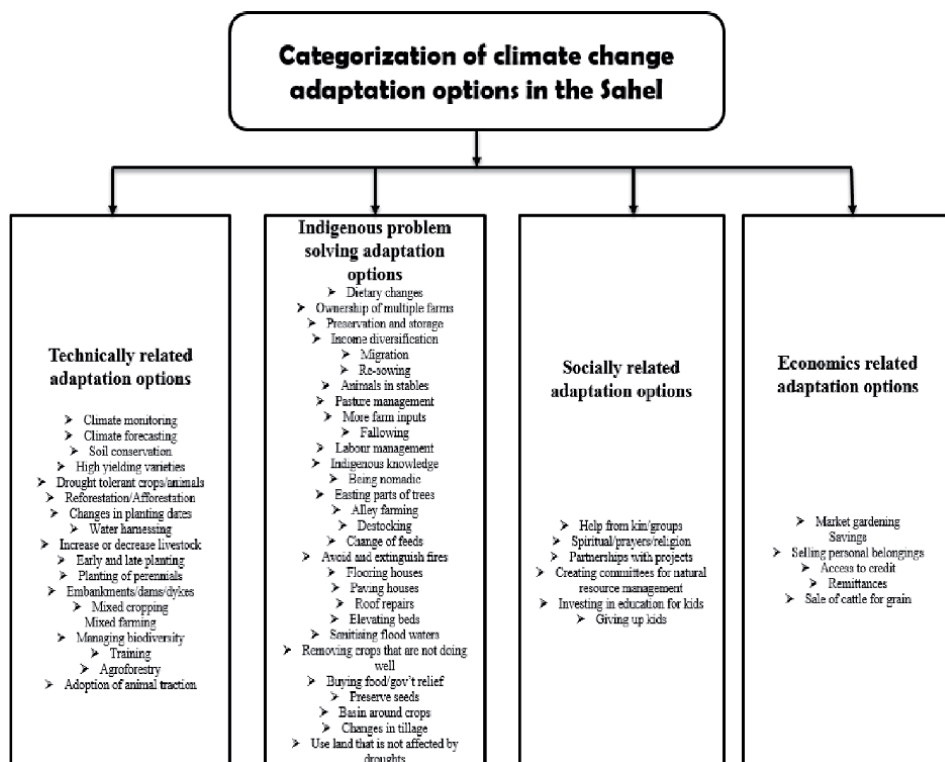 Categorization of climate change
adaptation options in the Sahel
Technically related
adaptation options
➤ Climate monitoring
➤ Climate forecasting
➤ Soil conservation
➤ High yielding varieties
➤ Drought tolerant crops/animals
➤ Reforestation/Afforestation
➤ Changes in planting dates
➤ Water harnessing
➤ Increase or decrease livestock
➤ Early and late planting
➤ Planting of perennials
➤ Embankments/dams/dykes
➤ Mixed cropping
Mixed farming
➤ Managing biodiversity
➤ Training
➤ Agroforestry
➤ Adoption of animal traction
Indigenous problem
solving adaptation
options
➤ Dietary changes
➤ Ownership of multiple farms
➤ Preservation and storage
➤ Income diversification
➤ Migration
➤ Re-sowing
➤ Animals in stables
➤ Pasture management
➤ More farm inputs
➤ Fallowing
➤ Labour management
➤ Indigenous knowledge
➤ Being nomadic
➤ Easting parts of trees
➤ Alley farming
➤ Destocking
➤ Change of feeds
➤ Avoid and extinguish fires
➤ Flooring houses
➤ Paving houses
➤ Roof repairs
➤ Elevating beds
➤ Sanitising flood waters
➤ Removing crops that are not doing
well
➤ Buying food/gov't relief
➤ Preserve seeds
➤ Basin around crops
➤ Changes in tillage
➤ Use land that is not affected by
droughts
Socially related
adaptation options
➤ Help from kin/groups
➤ Spiritual/prayers/religion
➤ Partnerships with projects
➤ Creating committees for natural
resource management
➤ Investing in education for kids
➤ Giving up kids
Economics related
adaptation options
➤ Market gardening
Savings
➤ Selling personal belongings
➤ Access to credit
➤ Remittances
➤ Sale of cattle for grain